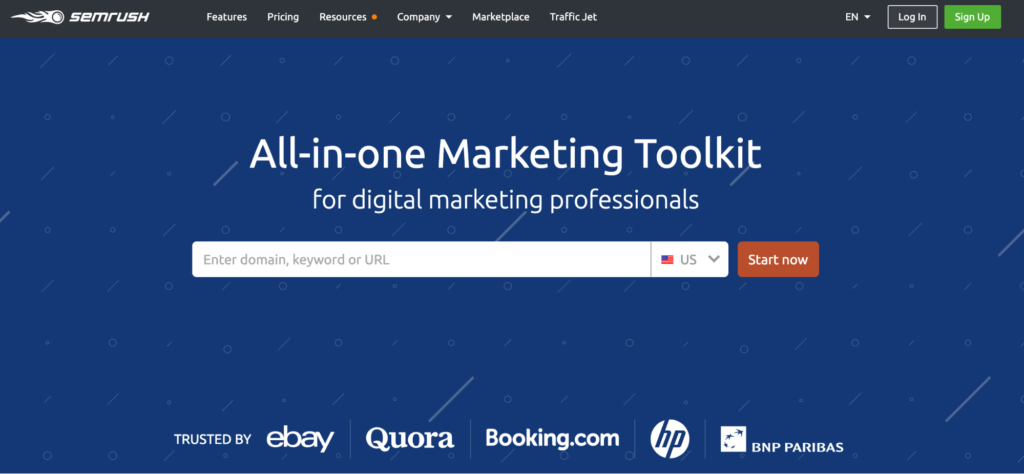 SEMRUSH Features Pricing Resources Company Marketplace Traffic Jet EN Log In Sign Up
All-in-one Marketing Toolkit
for digital marketing professionals
Enter domain, keyword or URL US Start now
TRUSTED BY ebay Quora Booking.com hp BNP PARIBAS